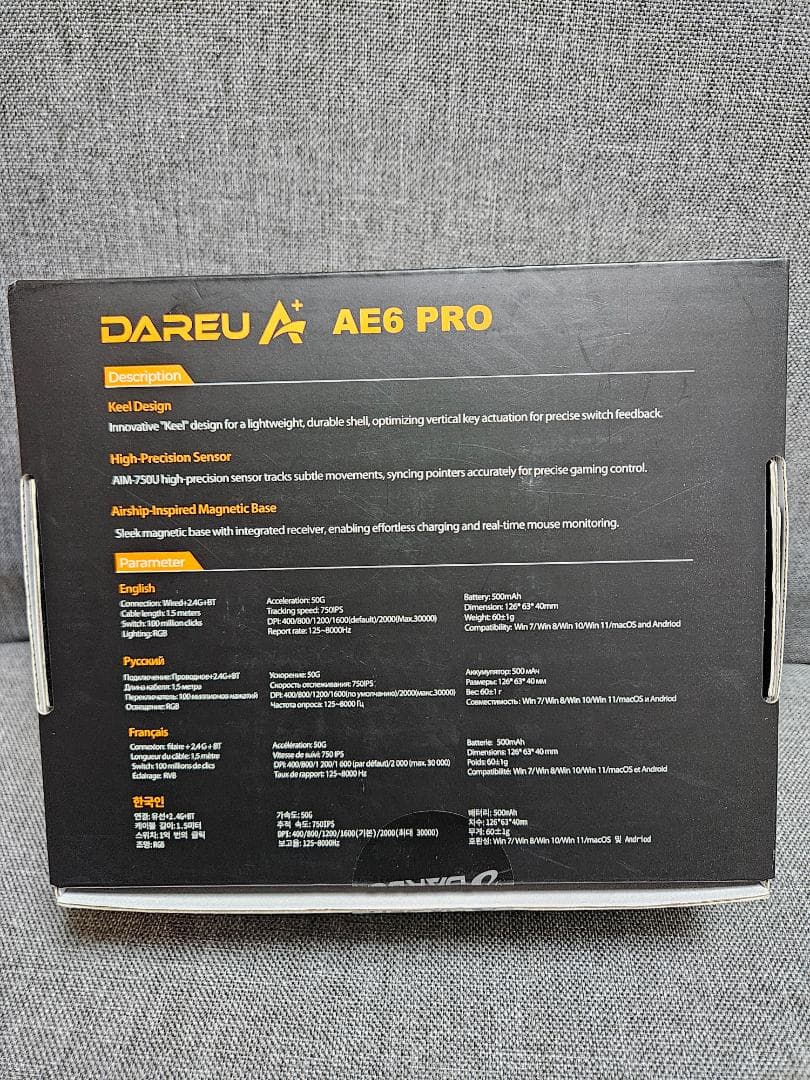 DAREU A+ AE6 PRO
Description
Keel Design
Innovative "Keel" design for a lightweight, durable shell, optimizing vertical key actuation for precise switch feedback.
High-Precision Sensor
AIM-750U high-precision sensor tracks subtle movements, syncing pointers accurately for precise gaming control.
Airship-Inspired Magnetic Base
Sleek magnetic base with integrated receiver, enabling effortless charging and real-time mouse monitoring.
Parameter
English
Connection: Wired+2.4G+BT
Cable length: 1.5 meters
Switch: 100 million clicks
Lighting: RGB
Acceleration: 50G
Tracking speed: 750IPS
DPI: 400/800/1200/1600(default)/2000(Max.30000)
Report rate: 125~8000Hz
Battery: 500mAh
Dimension: 126* 63* 40mm
Weight: 60±1g
Compatibility: Win 7/ Win 8/Win 10/Win 11/macOS and Andriod
Русский
Подключение: Проводное+2.4G+BT
Длина кабеля: 1,5 метра
Переключатель: 100 миллионов нажатий
Освещение: RGB
Ускорение: 50G
Скорость отслеживания: 750IPS
DPI: 400/800/1200/1600(по умолчанию)/2000(макс.30000)
Частота опроса: 125~8000 Гц
Аккумулятор: 500 мАч
Размеры: 126* 63* 40 мм
Вес: 60±1 г
Совместимость: Win 7/ Win 8/Win 10/Win 11/macOS и Andriod
Français
Connexion: filaire + 2,4 G + BT
Longueur du câble: 1,5 mètre
Switch: 100 millions de clics
Éclairage: RVB
Accélération: 50G
Vitesse de suivi: 750 IPS
DPI: 400/800/1 200/1 600 (par défaut)/2 000 (max. 30 000)
Taux de rapport: 125~8000 Hz
Batterie: 500mAh
Dimensions: 126* 63* 40 mm
Poids: 60±1g
Compatibilité: Win 7/ Win 8/Win 10/Win 11/macOS et Android
한국인
연결: 유선+2.4G+BT
케이블 길이: 1.5미터
스위치: 1억 번의 클릭
조명: RGB
가속도: 50G
추적 속도: 750IPS
DPI: 400/800/1200/1600(기본)/2000(최대 30000)
보고율: 125~8000Hz
배터리: 500mAh
치수: 126*63*40mm
무게: 60±1g
호환성: Win 7/ Win 8/Win 10/Win 11/macOS 및 Andriod